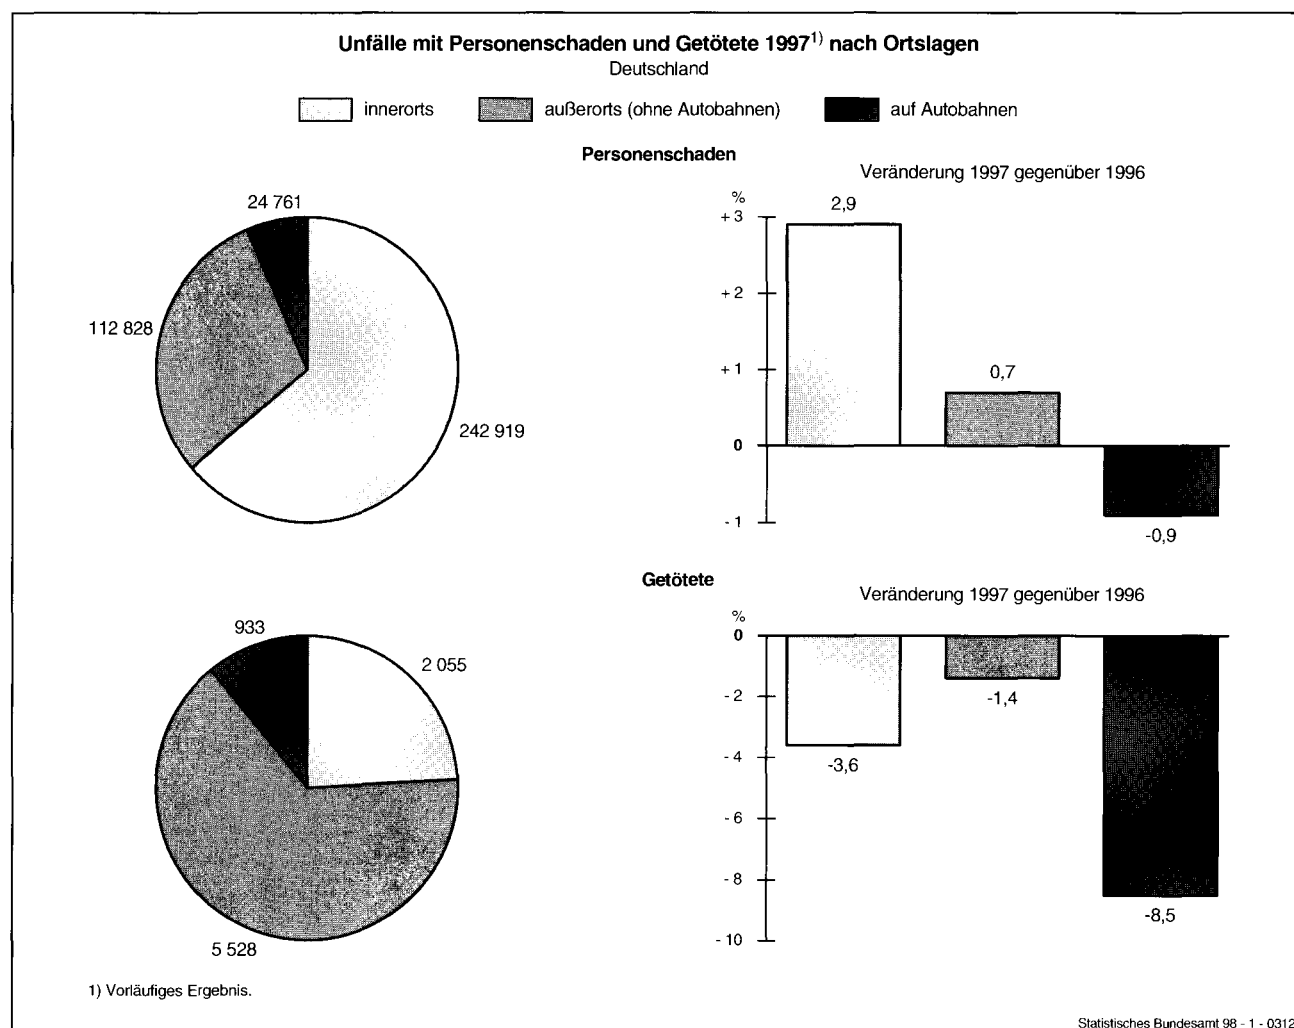 Unfälle mit Personenschaden und Getötete 1997¹⁾ nach Ortslagen
Deutschland
innerorts
außerorts (ohne Autobahnen)
auf Autobahnen
Personenschaden
24 761
112 828
242 919
Veränderung 1997 gegenüber 1996
%
+ 3
+ 2
+ 1
0
- 1
2,9
0,7
-0,9
Getötete
933
2 055
5 528
Veränderung 1997 gegenüber 1996
%
0
- 2
- 4
- 6
- 8
- 10
-3,6
-1,4
-8,5
1) Vorläufiges Ergebnis.
Statistisches Bundesamt 98 - 1 - 0312